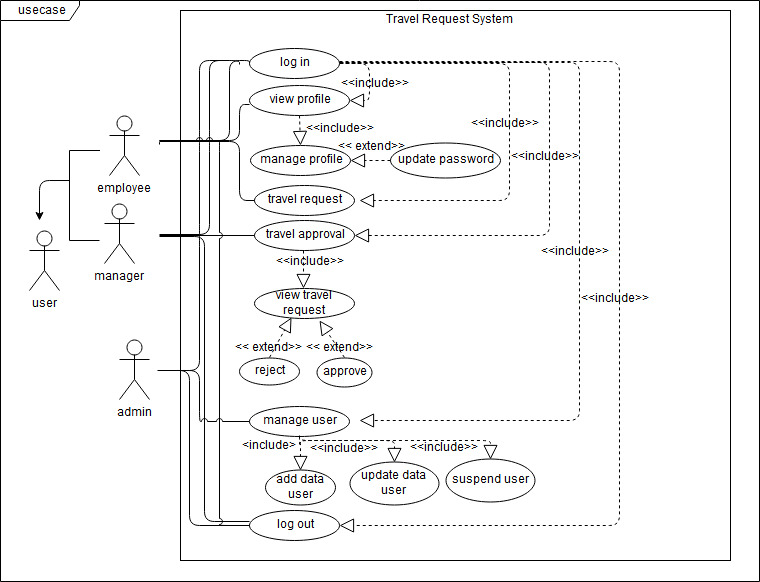 usecase
Travel Request System
log in
<<include>>
view profile
<<include>>
<< extend>>
manage profile
update password
<<include>>
<<include>>
employee
travel request
travel approval
manager
<<include>>
<<include>>
user
view travel
request
<<include>>
<< extend>>
<< extend>>
reject
approve
admin
manage user
<include>
<<include>>
<<include>>
add data
user
update data
user
suspend user
log out